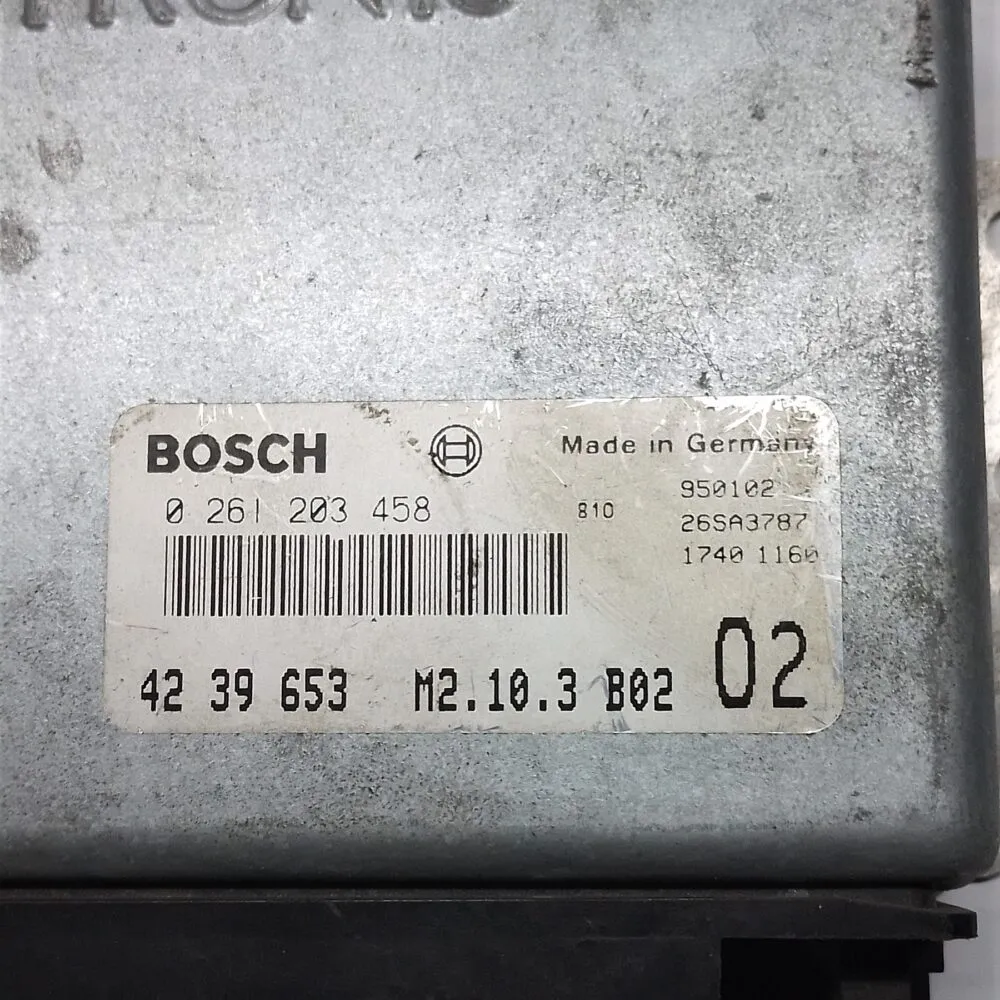 TRONIC
BOSCH
Made in Germany
0 261 203 458
810
950102
26SA3787
1740 1160
42 39 653 M2.10.3 B02 02